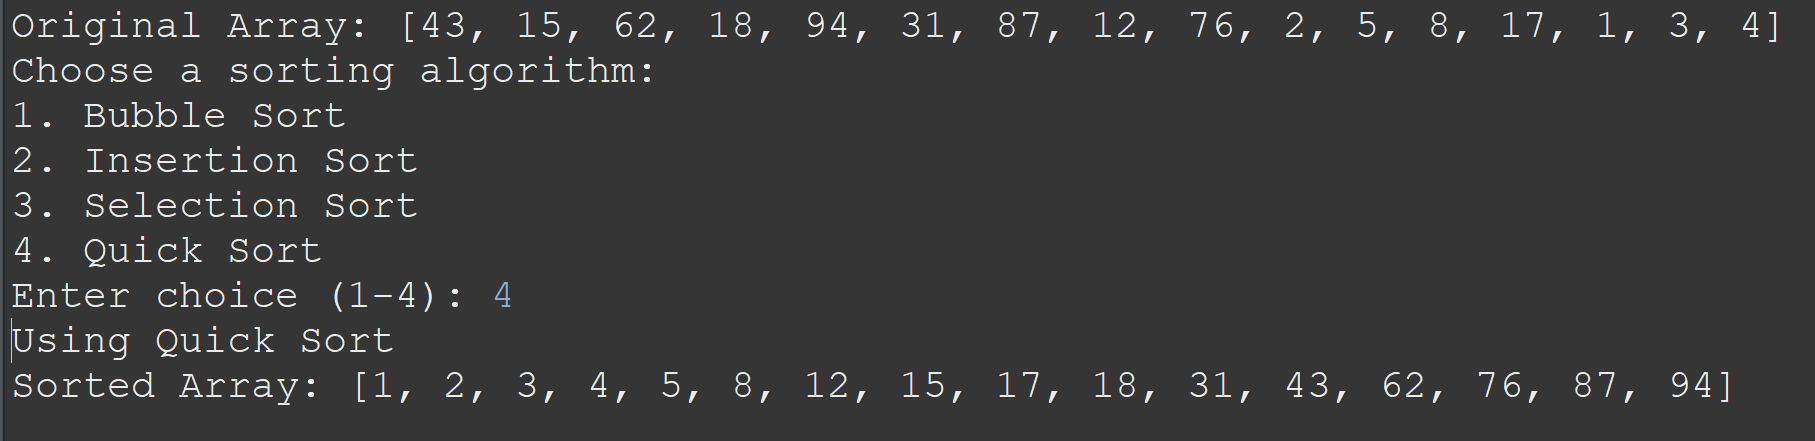 Original Array: [43, 15, 62, 18, 94, 31, 87, 12, 76, 2, 5, 8, 17, 1, 3, 4]
Choose a sorting algorithm:
1. Bubble Sort
2. Insertion Sort
3. Selection Sort
4. Quick Sort
Enter choice (1-4): 4
Using Quick Sort
Sorted Array: [1, 2, 3, 4, 5, 8, 12, 15, 17, 18, 31, 43, 62, 76, 87, 94]